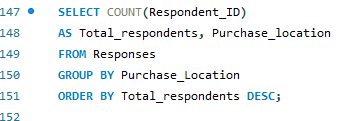 147 SELECT COUNT(Respondent_ID)
148 AS Total_respondents, Purchase_location
149 FROM Responses
150 GROUP BY Purchase_Location
151 ORDER BY Total_respondents DESC;
152